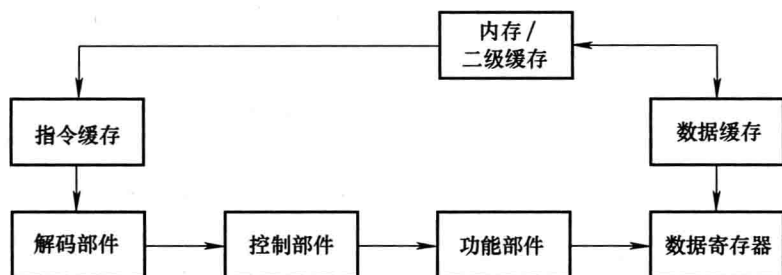 内存/
二级缓存
指令缓存
数据缓存
解码部件
控制部件
功能部件
数据寄存器